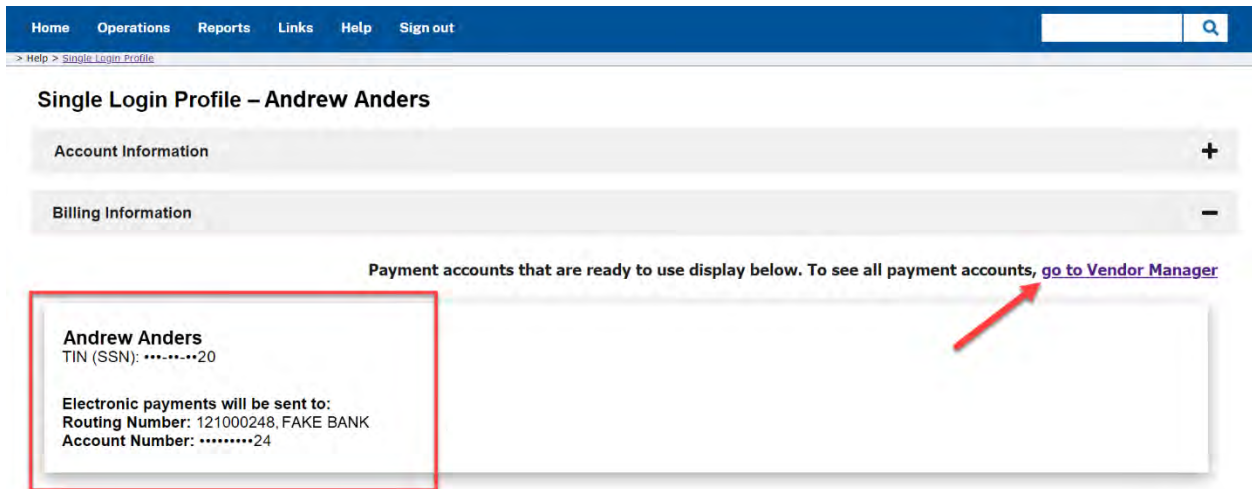 Home Operations Reports Links Help Sign out
> Help > Single Login Profile
Single Login Profile – Andrew Anders
Account Information
Billing Information
Payment accounts that are ready to use display below. To see all payment accounts, go to Vendor Manager
Andrew Anders
TIN (SSN): •••-••-••20
Electronic payments will be sent to:
Routing Number: 121000248, FAKE BANK
Account Number: •••••••••24